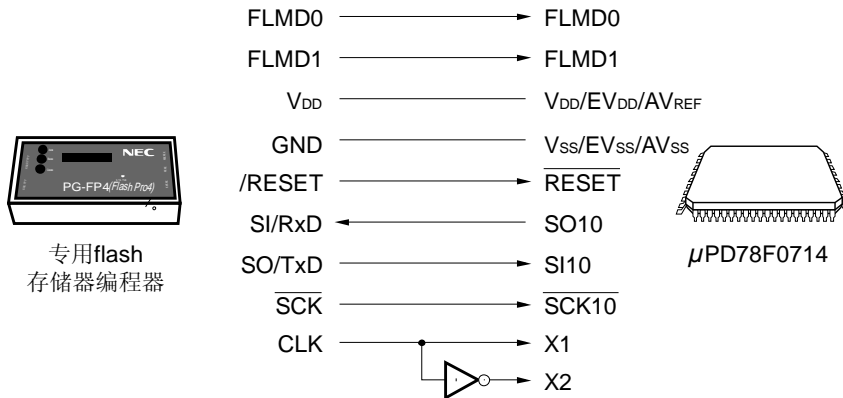 FLMD0 FLMD0
FLMD1 FLMD1
VDD VDD/EVDD/AVREF
GND VSS/EVSS/AVSS
/RESET RESET
SI/RxD SO10
SO/TxD SI10
SCK SCK10
CLK X1
X2
NEC
PG-FP4(Flash Pro4)
专用flash
存储器编程器
μPD78F0714